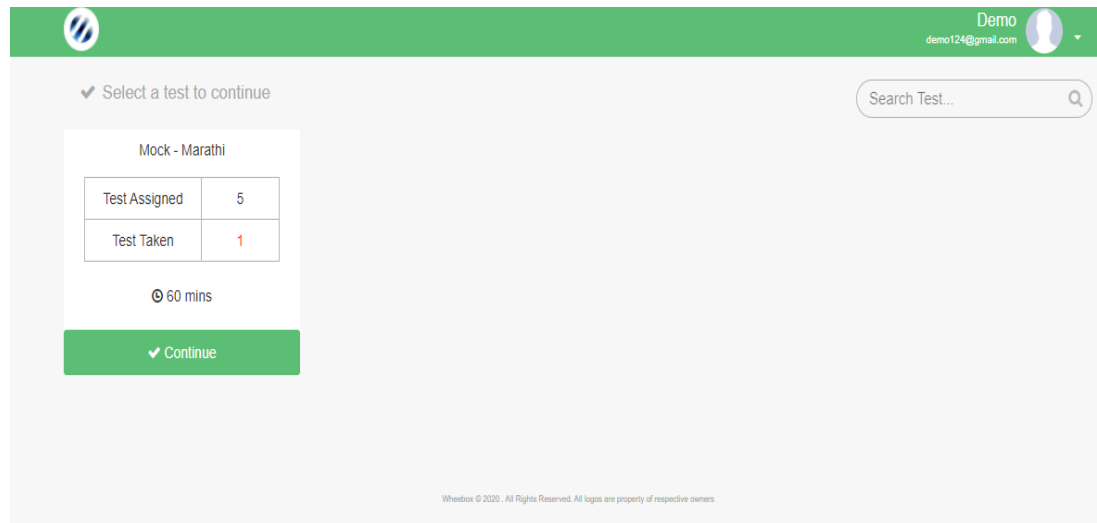 Demo
demo124@gmail.com
Select a test to continue
Search Test...
Mock - Marathi
Test Assigned 5
Test Taken 1
60 mins
Continue
Wheebox © 2020 . All Rights Reserved. All logos are property of respective owners